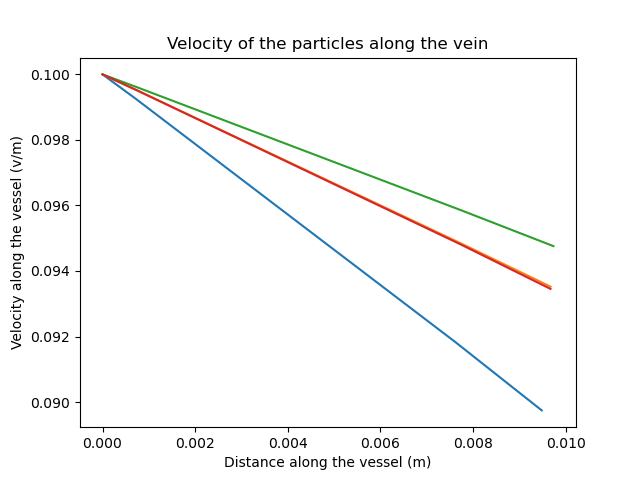 Velocity of the particles along the vein
Velocity along the vessel (v/m)
0.100
0.098
0.096
0.094
0.092
0.090
0.000 0.002 0.004 0.006 0.008 0.010
Distance along the vessel (m)